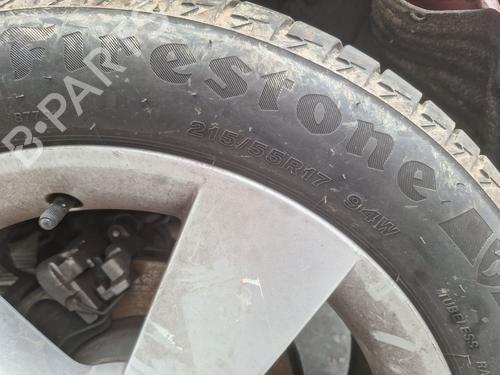 Firestone
215/55R17 94W
TUBELESS
B-PARTS